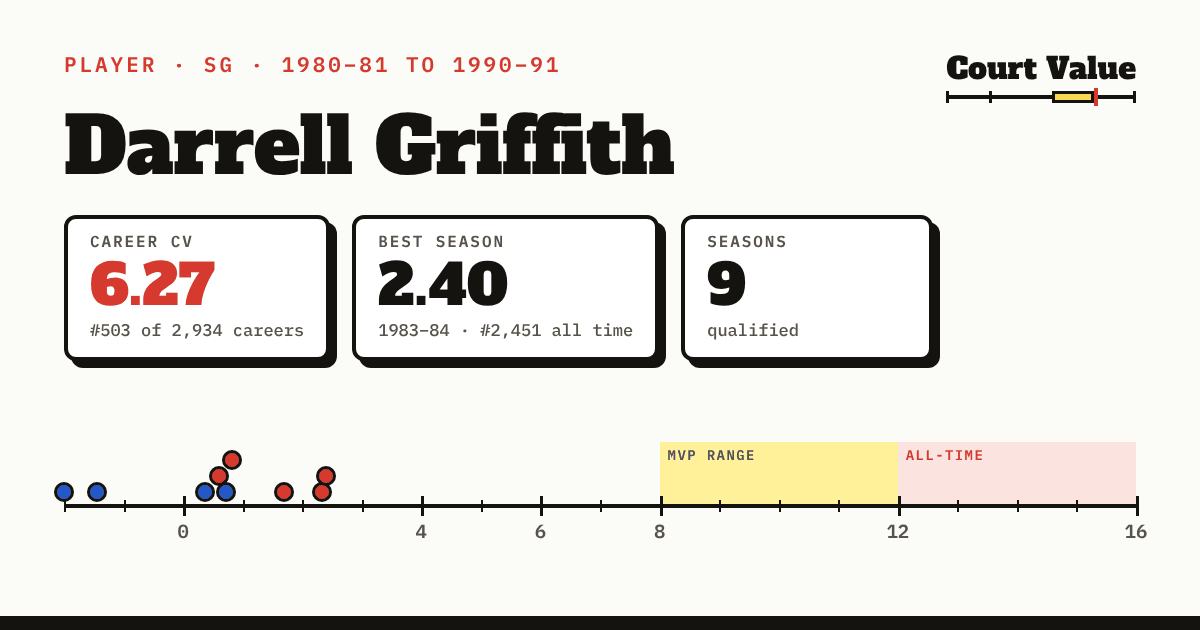 PLAYER · SG · 1980–81 TO 1990–91
Court Value
Darrell Griffith
CAREER CV
6.27
#503 of 2,934 careers
BEST SEASON
2.40
1983–84 · #2,451 all time
SEASONS
9
qualified
MVP RANGE
ALL-TIME
0 4 6 8 12 16